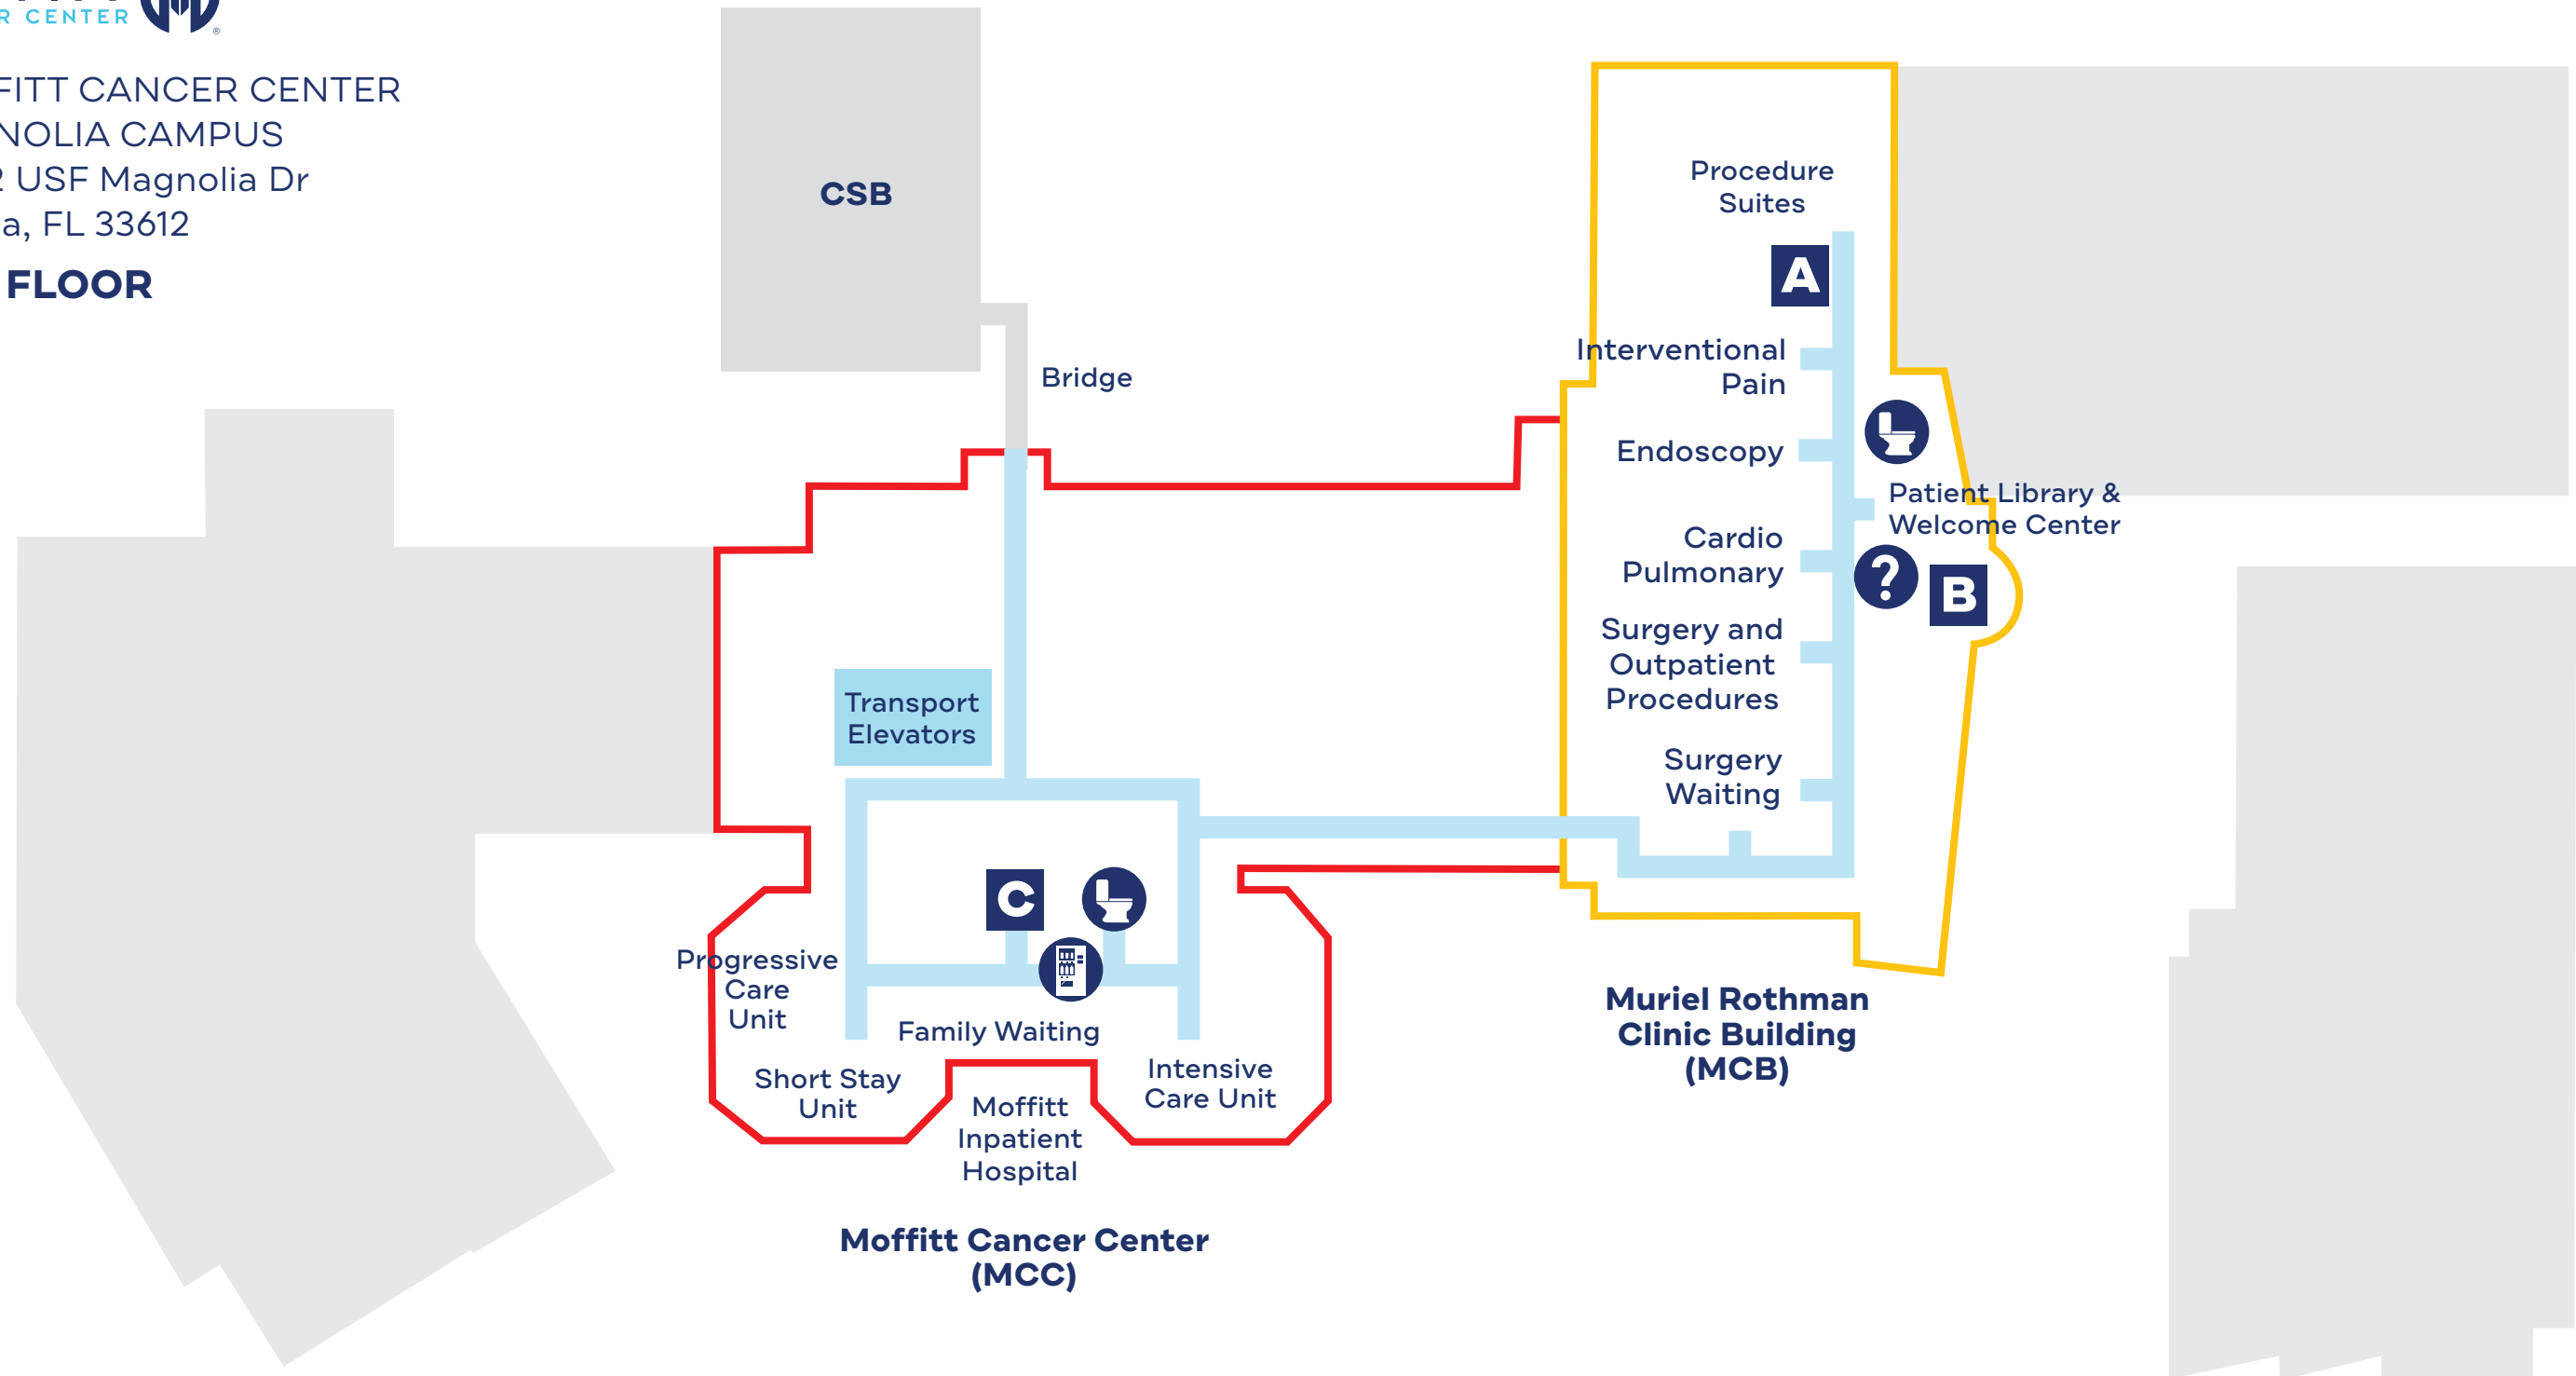 CENTER
CANCER CENTER
CAMPUS
USF Magnolia Dr
FL 33612
FLOOR
CSB
Bridge
Procedure
Suites
A
Interventional
Pain
Endoscopy
Patient Library &
Welcome Center
Cardio
Pulmonary
?
B
Surgery and
Outpatient
Procedures
Surgery
Waiting
Transport
Elevators
C
Progressive
Care
Unit
Family Waiting
Short Stay
Unit
Intensive
Care Unit
Moffitt
Inpatient
Hospital
Moffitt Cancer Center
(MCC)
Muriel Rothman
Clinic Building
(MCB)